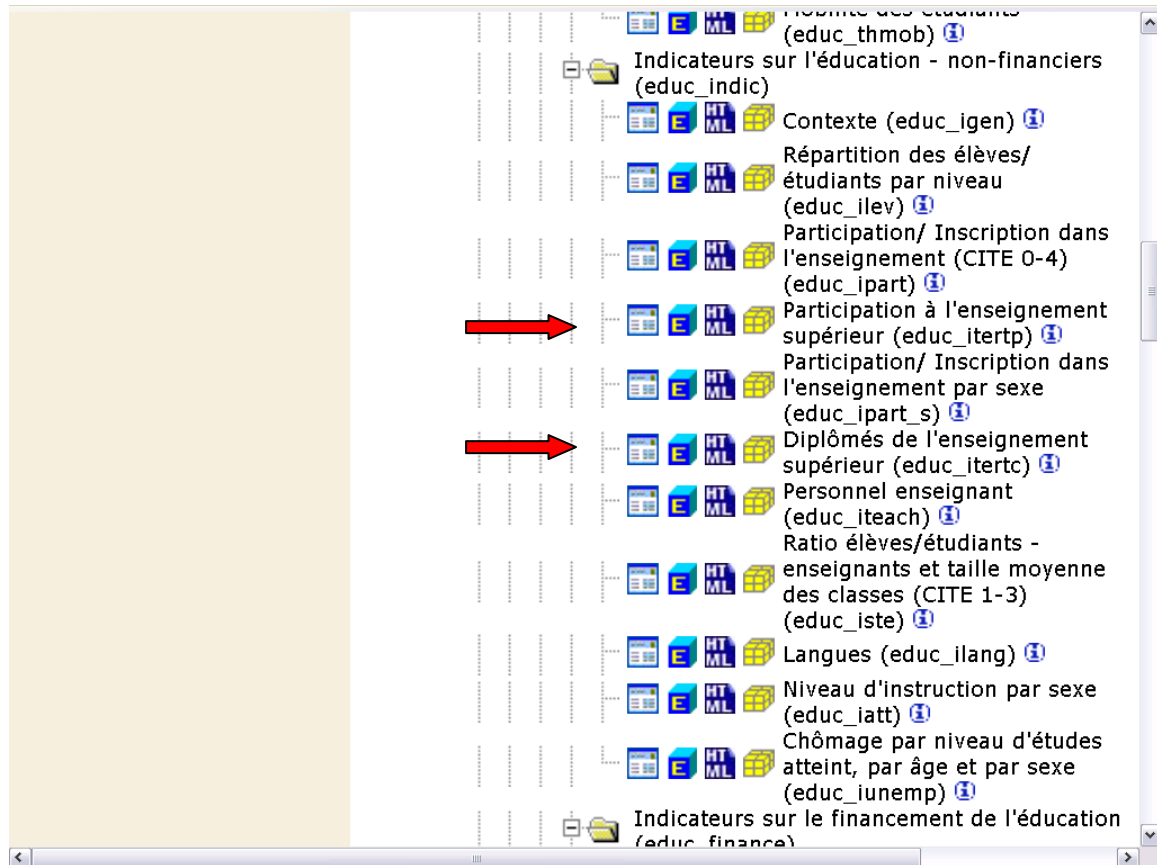 Mobilité des étudiants
(educ_thmob)
Indicateurs sur l'éducation - non-financiers
(educ_indic)
Contexte (educ_igen)
Répartition des élèves/
étudiants par niveau
(educ_ilev)
Participation/ Inscription dans
l'enseignement (CITE 0-4)
(educ_ipart)
Participation à l'enseignement
supérieur (educ_itertp)
Participation/ Inscription dans
l'enseignement par sexe
(educ_ipart_s)
Diplômés de l'enseignement
supérieur (educ_itertc)
Personnel enseignant
(educ_iteach)
Ratio élèves/étudiants -
enseignants et taille moyenne
des classes (CITE 1-3)
(educ_iste)
Langues (educ_ilang)
Niveau d'instruction par sexe
(educ_iatt)
Chômage par niveau d'études
atteint, par âge et par sexe
(educ_iunemp)
Indicateurs sur le financement de l'éducation
(educ_finance)